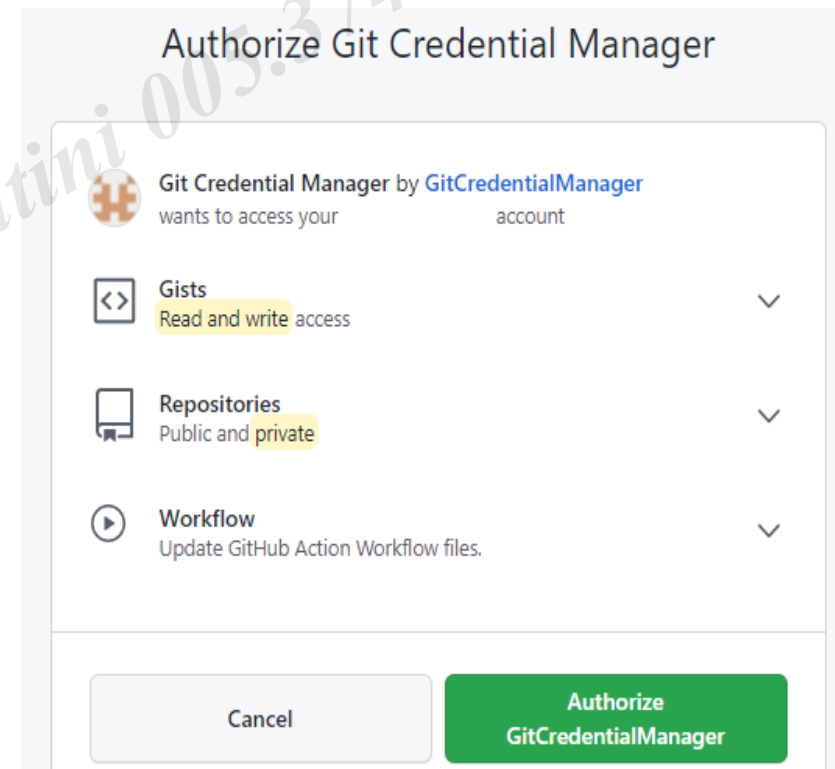 Authorize Git Credential Manager
Git Credential Manager by GitCredentialManager
wants to access your account
Gists
Read and write access
Repositories
Public and private
Workflow
Update GitHub Action Workflow files.
Cancel
Authorize
GitCredentialManager